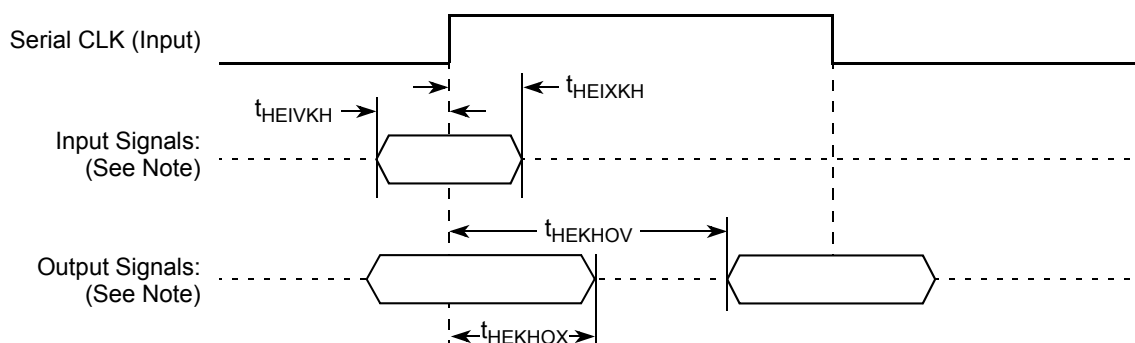 Serial CLK (Input)
tHEIXKH
tHEIVKH
Input Signals:
(See Note)
tHEKHOV
Output Signals:
(See Note)
tHEKHOX